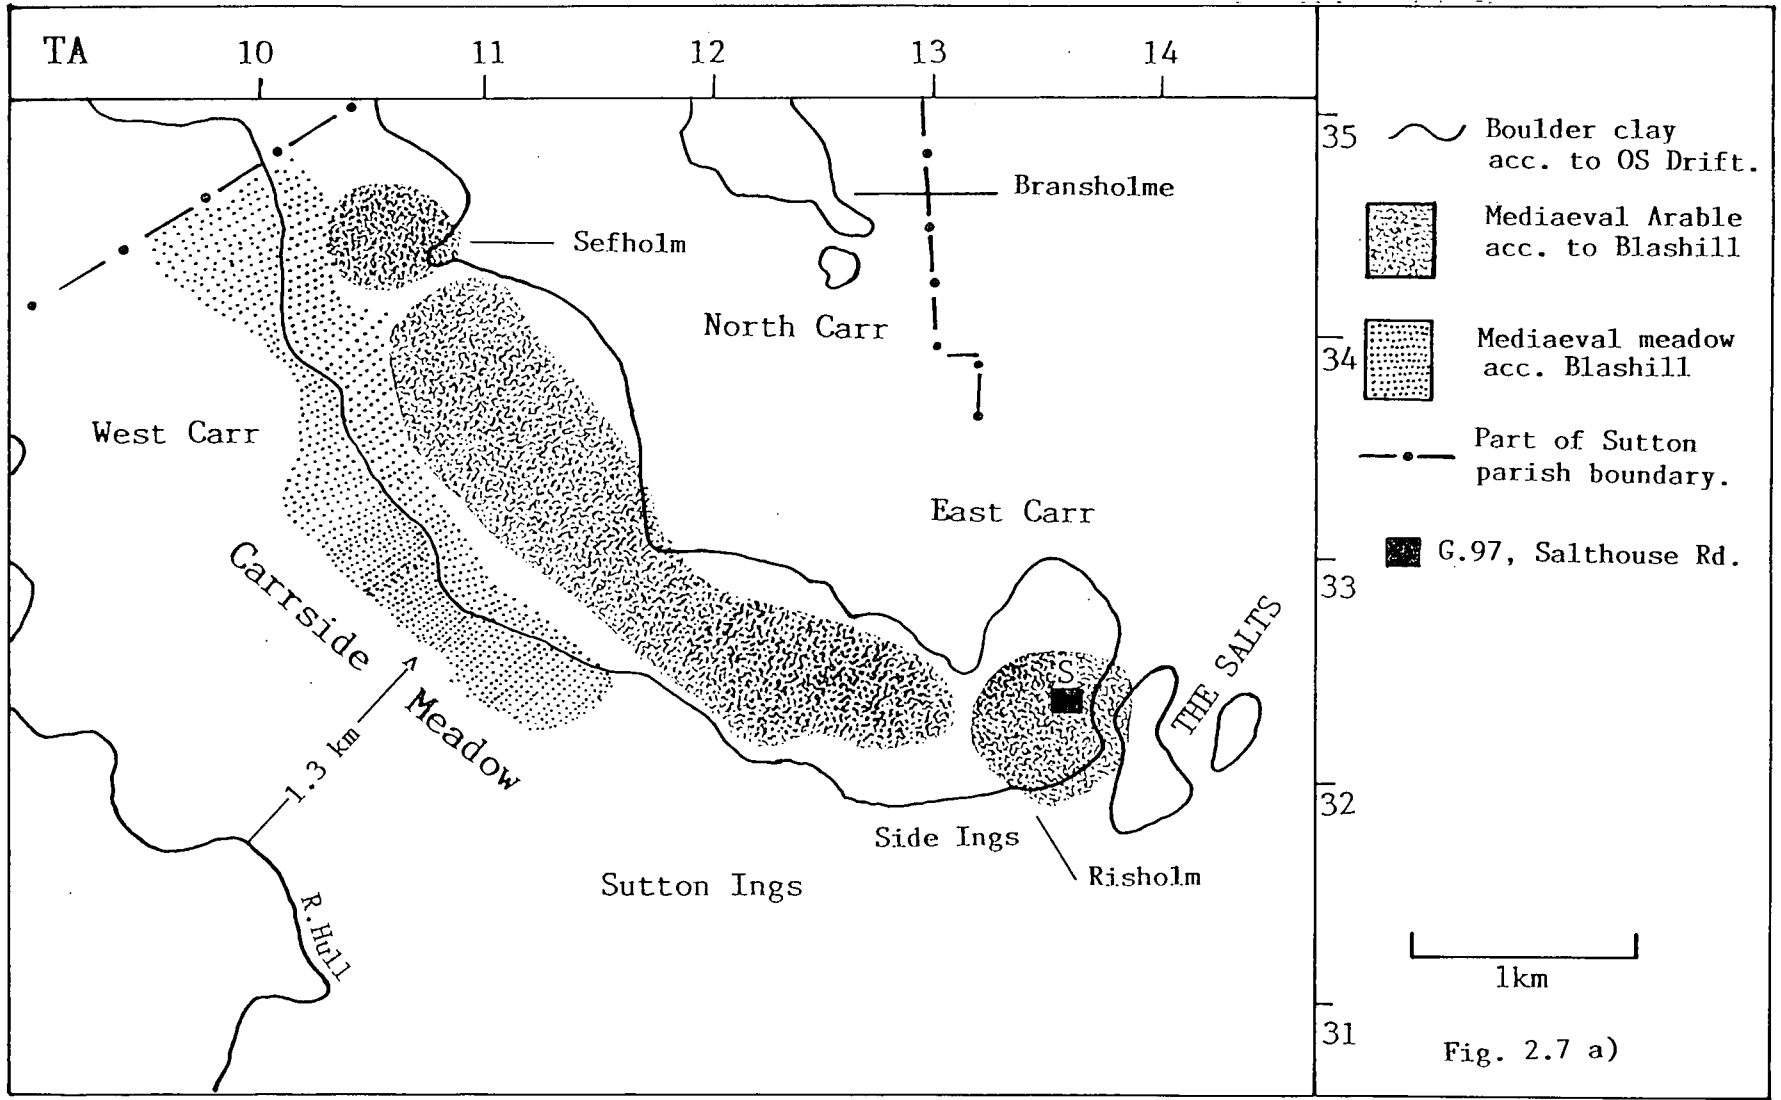 TA 10 11 12 13 14
35
34
33
32
31
Sefholm
Bransholme
North Carr
West Carr
East Carr
Carrside Meadow
1.3 km
THE SALTS
S
Side Ings
Risholm
Sutton Ings
R.Hull
Boulder clay
acc. to OS Drift.
Mediaeval Arable
acc. to Blashill
Mediaeval meadow
acc. Blashill
Part of Sutton
parish boundary.
G.97, Salthouse Rd.
1km
Fig. 2.7 a)